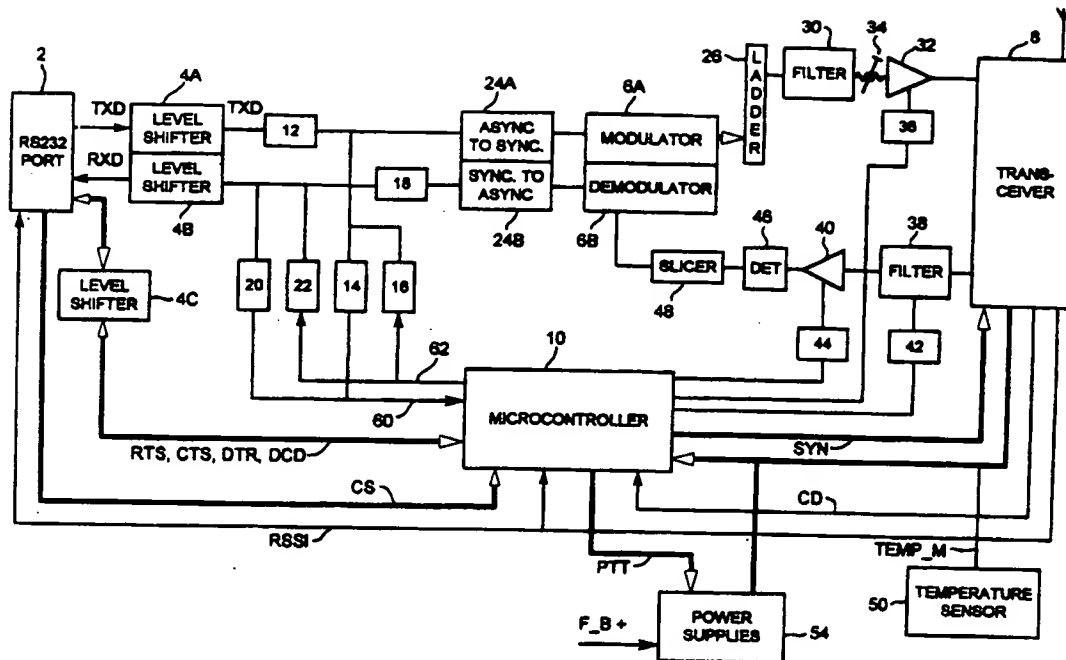 2
4A
TXD
LEVEL
SHIFTER
TXD
12
RS232
PORT
RXD
LEVEL
SHIFTER
4B
18
24A
ASYNC
TO SYNC.
SYNC. TO
ASYNC
24B
6A
MODULATOR
DEMODULATOR
6B
26
LADDER
30
FILTER
34
32
36
8
TRANS-
CEIVER
LEVEL
SHIFTER
4C
20
22
14
16
SLICER
48
46
DET
40
38
FILTER
44
42
62
60
10
MICROCONTROLLER
RTS, CTS, DTR, DCD
CS
RSSI
SYN
CD
PTT
TEMP_M
F_B +
POWER
SUPPLIES
54
50
TEMPERATURE
SENSOR